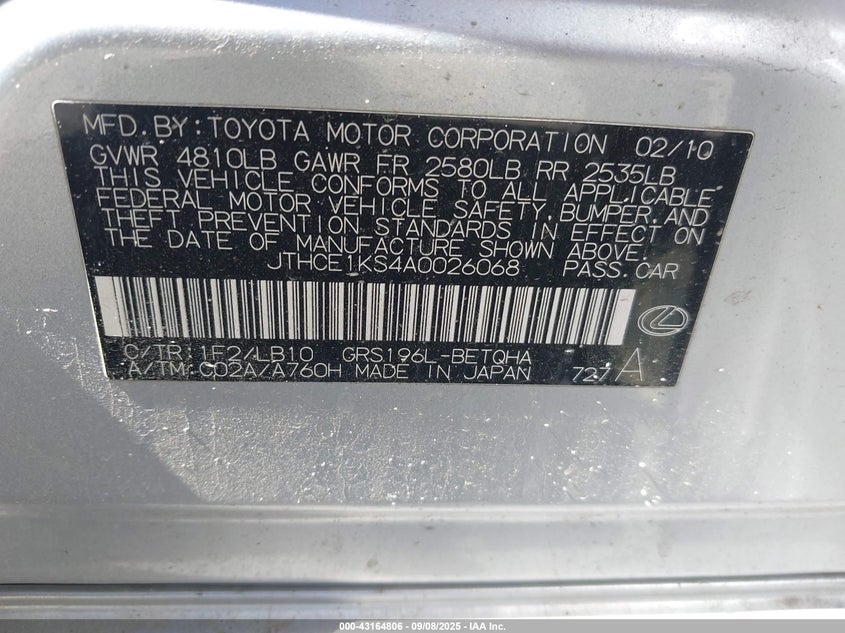 MFD. BY: TOYOTA MOTOR CORPORATION 02/10
GVWR 4810LB GAWR FR 2580LB RR 2535LB
THIS VEHICLE CONFORMS TO ALL APPLICABLE
FEDERAL MOTOR VEHICLE SAFETY, BUMPER, AND
THEFT PREVENTION STANDARDS IN EFFECT ON
THE DATE OF MANUFACTURE SHOWN ABOVE.
JTHCE1KS4A0026068 PASS. CAR
C/TR: 1F2/LB10 GRS196L-BETQHA
A/TM: G02A/A760H MADE IN JAPAN 727 A
000-43164806 - 09/08/2025 - IAA Inc.